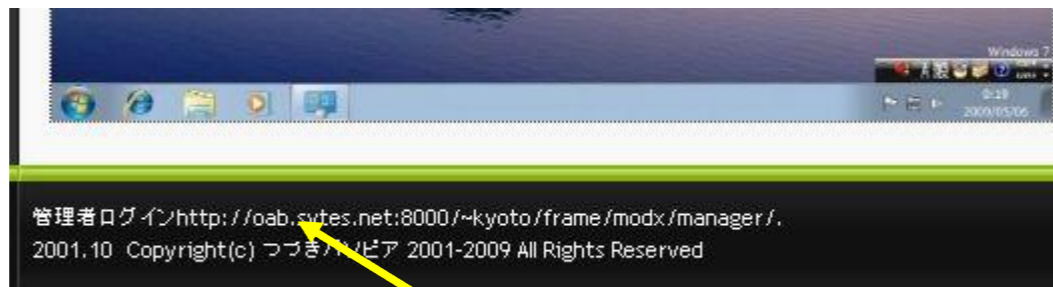 Windows 7
0:19
2009/05/06
管理者ログインhttp://oab.sytes.net:8000/~kyoto/frame/modx/manager/.
2001.10 Copyright(c) つづきパソピア 2001-2009 All Rights Reserved